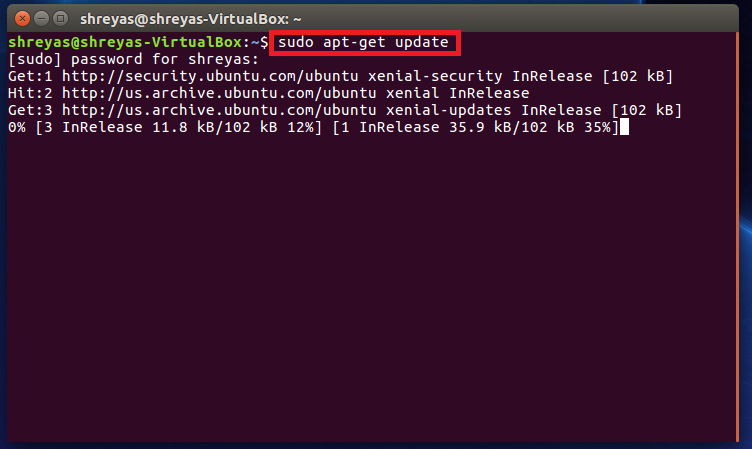 shreyas@shreyas-VirtualBox: ~
shreyas@shreyas-VirtualBox:~$ sudo apt-get update
[sudo] password for shreyas:
Get:1 http://security.ubuntu.com/ubuntu xenial-security InRelease [102 kB]
Hit:2 http://us.archive.ubuntu.com/ubuntu xenial InRelease
Get:3 http://us.archive.ubuntu.com/ubuntu xenial-updates InRelease [102 kB]
0% [3 InRelease 11.8 kB/102 kB 12%] [1 InRelease 35.9 kB/102 kB 35%]